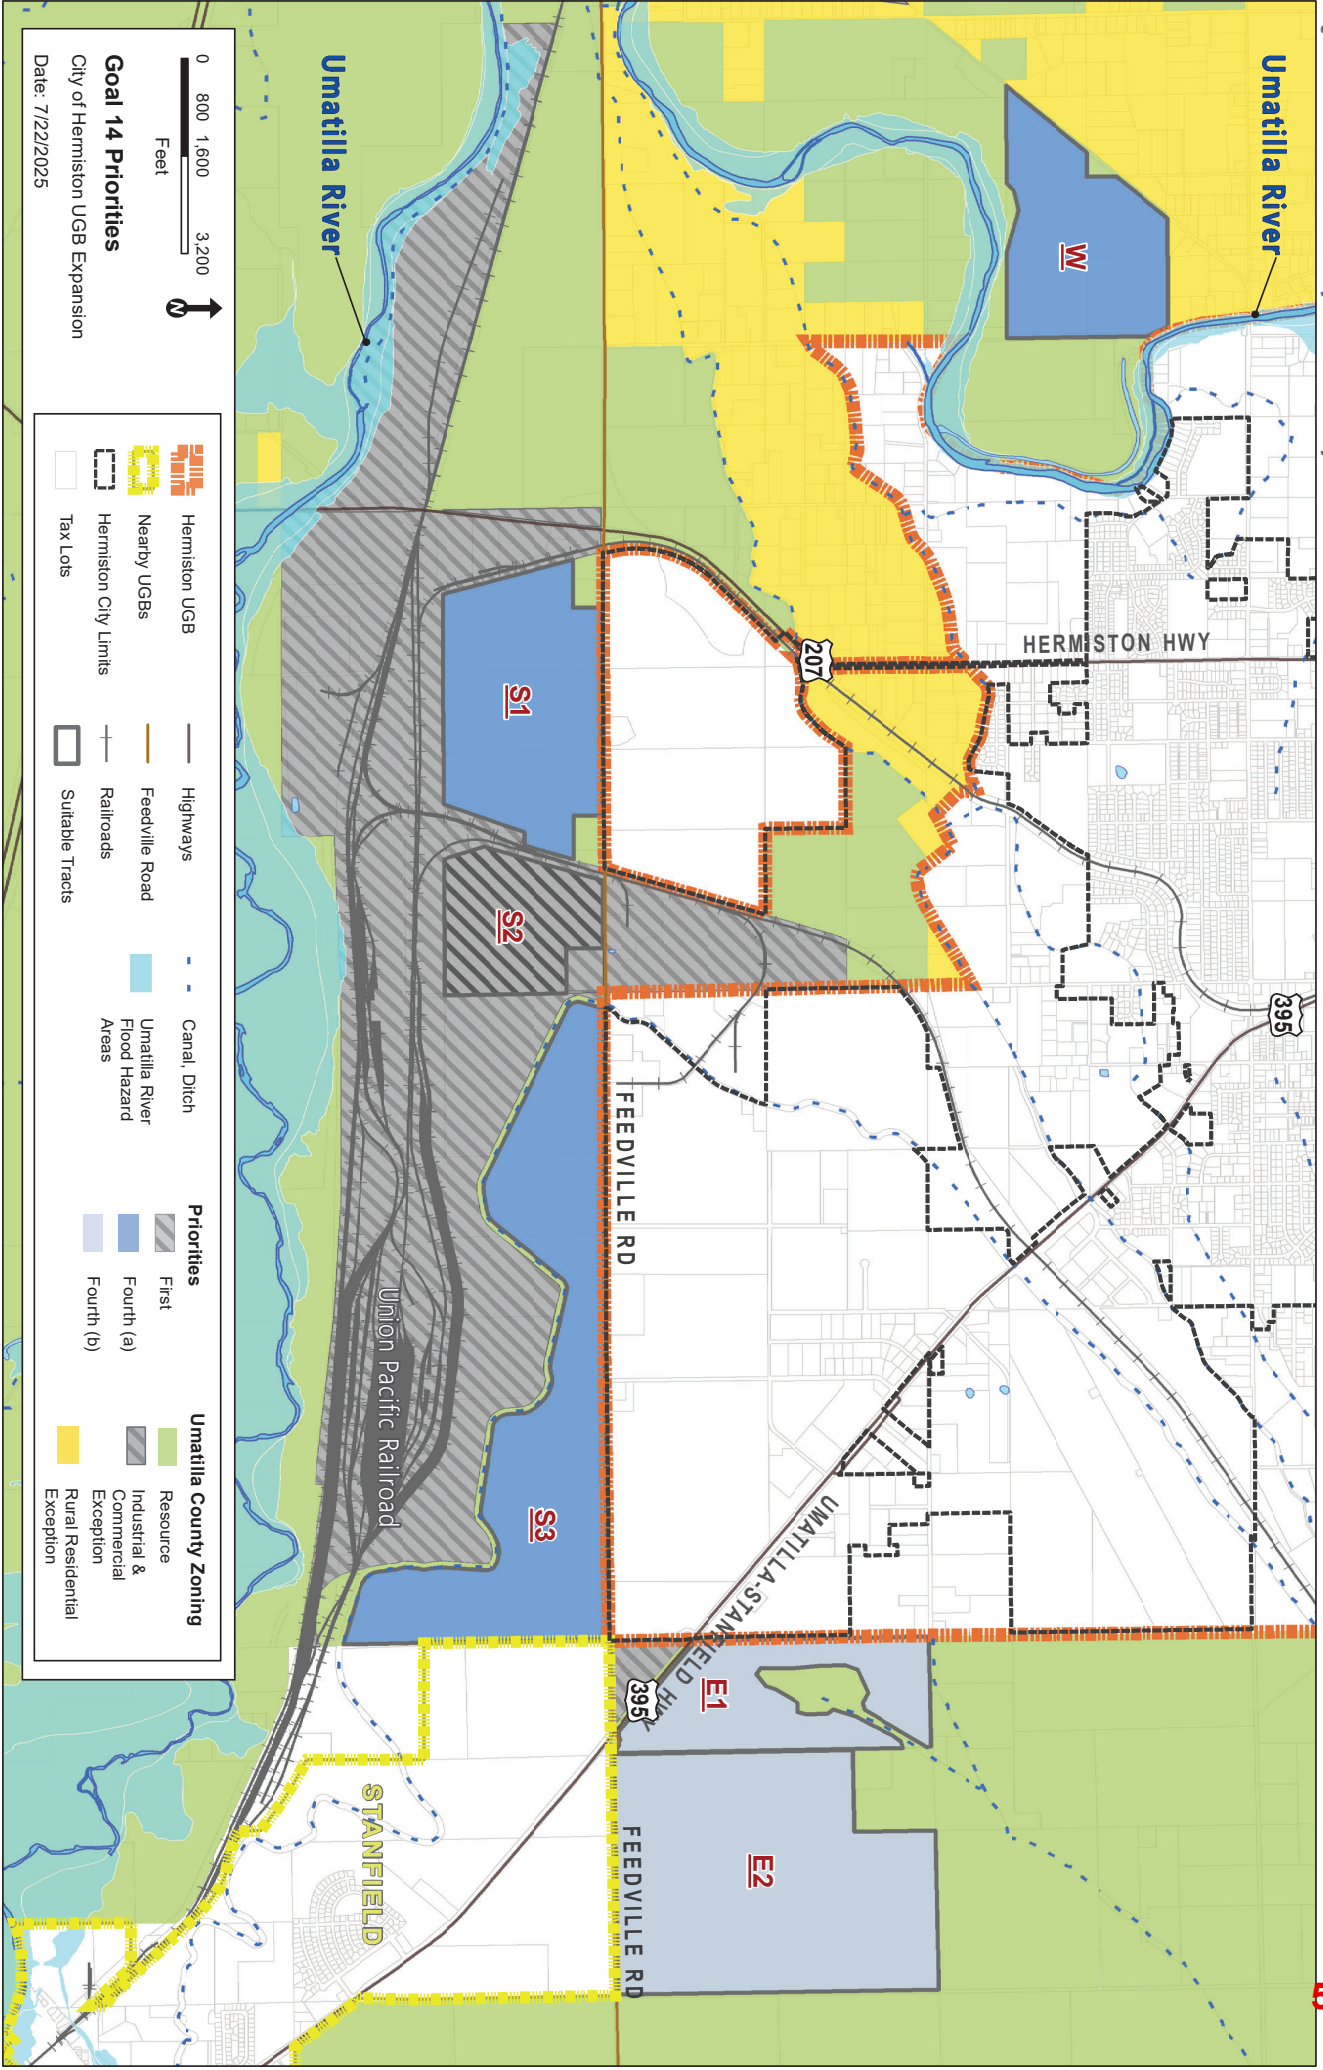 Umatilla River
W
HERMISTON HWY
207
395
Umatilla River
S1
S2
FEEDVILLE RD
UMATILLA-STANFIELD HWY
Union Pacific Railroad
S3
E1
395
E2
FEEDVILLE RD
STANFIELD
0 800 1,600 3,200
Feet
N
Goal 14 Priorities
City of Hermiston UGB Expansion
Date: 7/22/2025
Hermiston UGB
Nearby UGBs
Hermiston City Limits
Tax Lots
Highways
Feedville Road
Railroads
Suitable Tracts
Canal, Ditch
Umatilla River
Flood Hazard
Areas
Priorities
First
Fourth (a)
Fourth (b)
Umatilla County Zoning
Resource
Industrial &
Commercial
Exception
Rural Residential
Exception